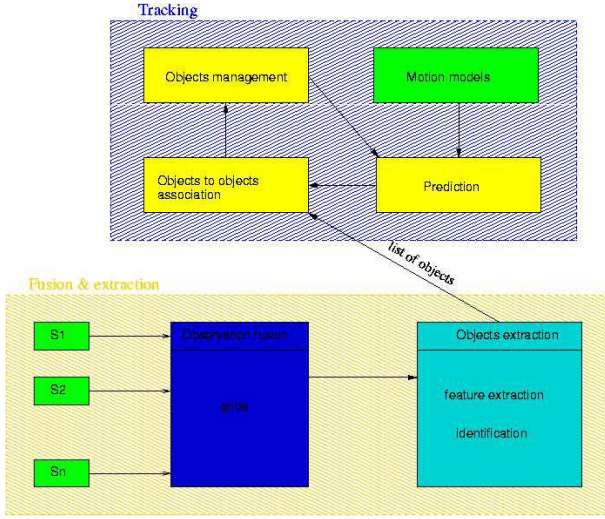 Tracking
Objects management
Motion models
Objects to objects
association
Prediction
list of objects
Fusion & extraction
S1
Observation fusion
Objects extraction
S2
grids
feature extraction
identification
Sn